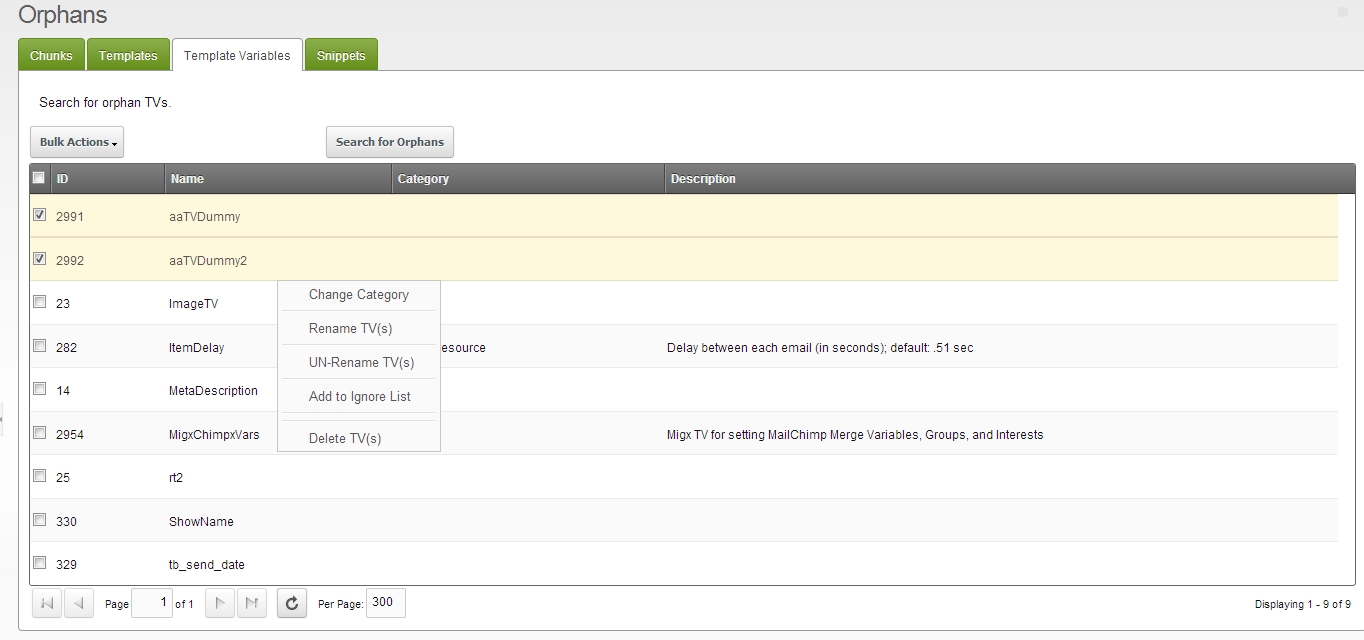 Orphans
Chunks Templates Template Variables Snippets
Search for orphan TVs.
Bulk Actions Search for Orphans
ID Name Category Description
2991 aaTVDummy
2992 aaTVDummy2
Change Category
23 ImageTV
Rename TV(s)
282 ItemDelay esource Delay between each email (in seconds); default: .51 sec
UN-Rename TV(s)
14 MetaDescription
Add to Ignore List
2954 MigxChimpxVars Migx TV for setting MailChimp Merge Variables, Groups, and Interests
Delete TV(s)
25 rt2
330 ShowName
329 tb_send_date
Page 1 of 1 Per Page: 300 Displaying 1 - 9 of 9